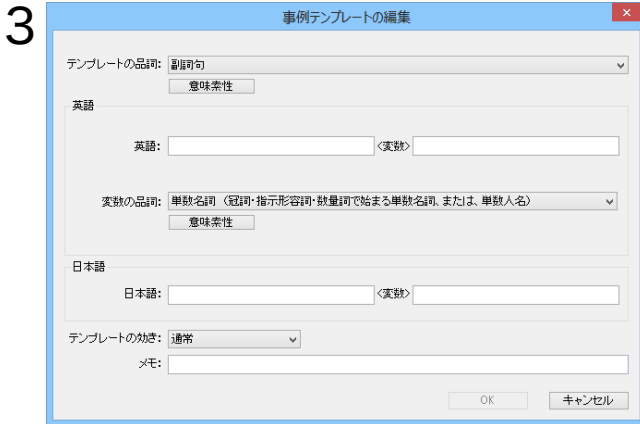 3
事例テンプレートの編集
×
テンプレートの品詞: 副詞句
意味素性
英語
英語: <変数>
変数の品詞: 単数名詞 (冠詞・指示形容詞・数量詞で始まる単数名詞、または、単数人名)
意味素性
日本語
日本語: <変数>
テンプレートの効き: 通常
メモ:
OK キャンセル